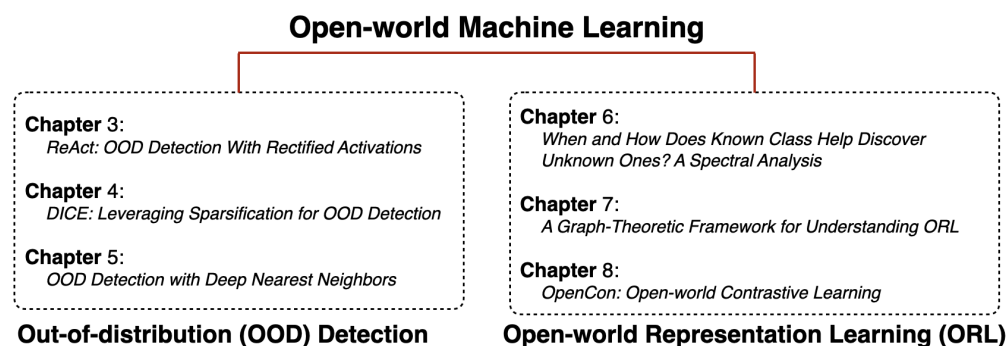 Open-world Machine Learning
Chapter 3:
ReAct: OOD Detection With Rectified Activations
Chapter 4:
DICE: Leveraging Sparsification for OOD Detection
Chapter 5:
OOD Detection with Deep Nearest Neighbors
Out-of-distribution (OOD) Detection
Chapter 6:
When and How Does Known Class Help Discover
Unknown Ones? A Spectral Analysis
Chapter 7:
A Graph-Theoretic Framework for Understanding ORL
Chapter 8:
OpenCon: Open-world Contrastive Learning
Open-world Representation Learning (ORL)